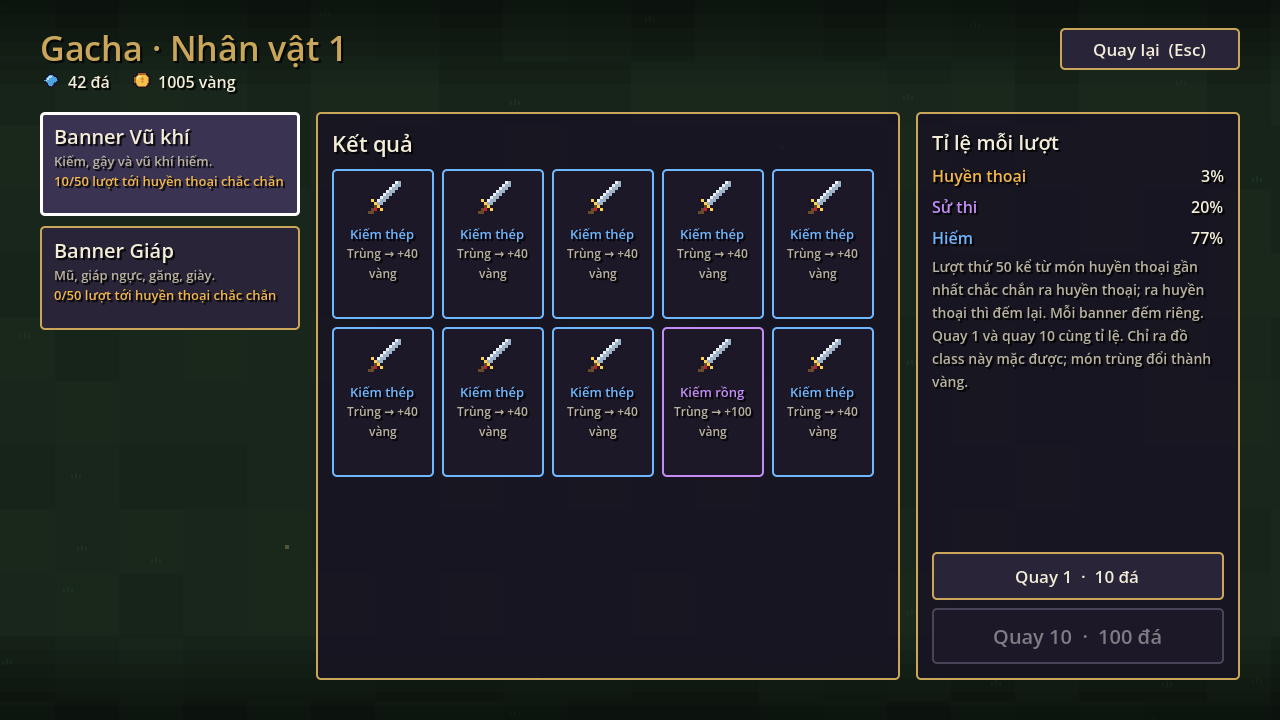 Gacha · Nhân vật 1
42 đá 1005 vàng
Quay lại (Esc)
Banner Vũ khí
Kiếm, gậy và vũ khí hiếm.
10/50 lượt tới huyền thoại chắc chắn
Banner Giáp
Mũ, giáp ngực, găng, giày.
0/50 lượt tới huyền thoại chắc chắn
Kết quả
Kiếm thép
Trùng → +40
vàng
Kiếm thép
Trùng → +40
vàng
Kiếm thép
Trùng → +40
vàng
Kiếm thép
Trùng → +40
vàng
Kiếm thép
Trùng → +40
vàng
Kiếm thép
Trùng → +40
vàng
Kiếm thép
Trùng → +40
vàng
Kiếm thép
Trùng → +40
vàng
Kiếm rồng
Trùng → +100
vàng
Kiếm thép
Trùng → +40
vàng
Tỉ lệ mỗi lượt
Huyền thoại 3%
Sử thi 20%
Hiếm 77%
Lượt thứ 50 kể từ món huyền thoại gần
nhất chắc chắn ra huyền thoại; ra huyền
thoại thì đếm lại. Mỗi banner đếm riêng.
Quay 1 và quay 10 cùng tỉ lệ. Chỉ ra đồ
class này mặc được; món trùng đổi thành
vàng.
Quay 1 · 10 đá
Quay 10 · 100 đá